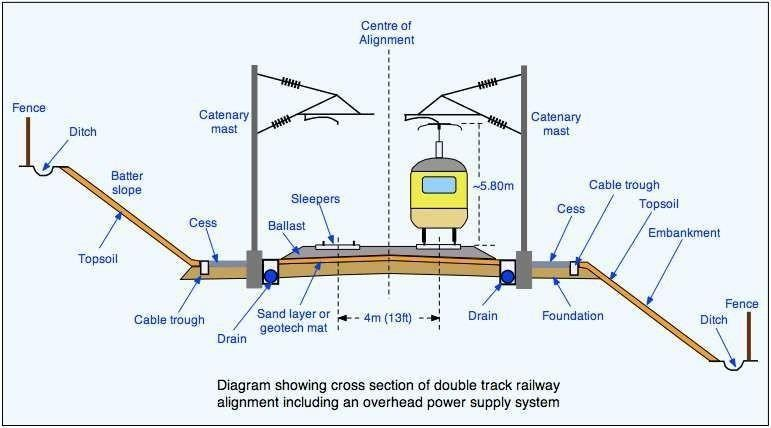 Centre of
Alignment
Fence
Ditch
Catenary
mast
Catenary
mast
Batter
slope
~5.80m
Sleepers
Cable trough
Topsoil
Cess
Ballast
Cess
Embankment
Topsoil
Fence
Cable trough
Drain
Sand layer or
geotech mat
4m (13ft)
Drain
Foundation
Ditch
Diagram showing cross section of double track railway
alignment including an overhead power supply system